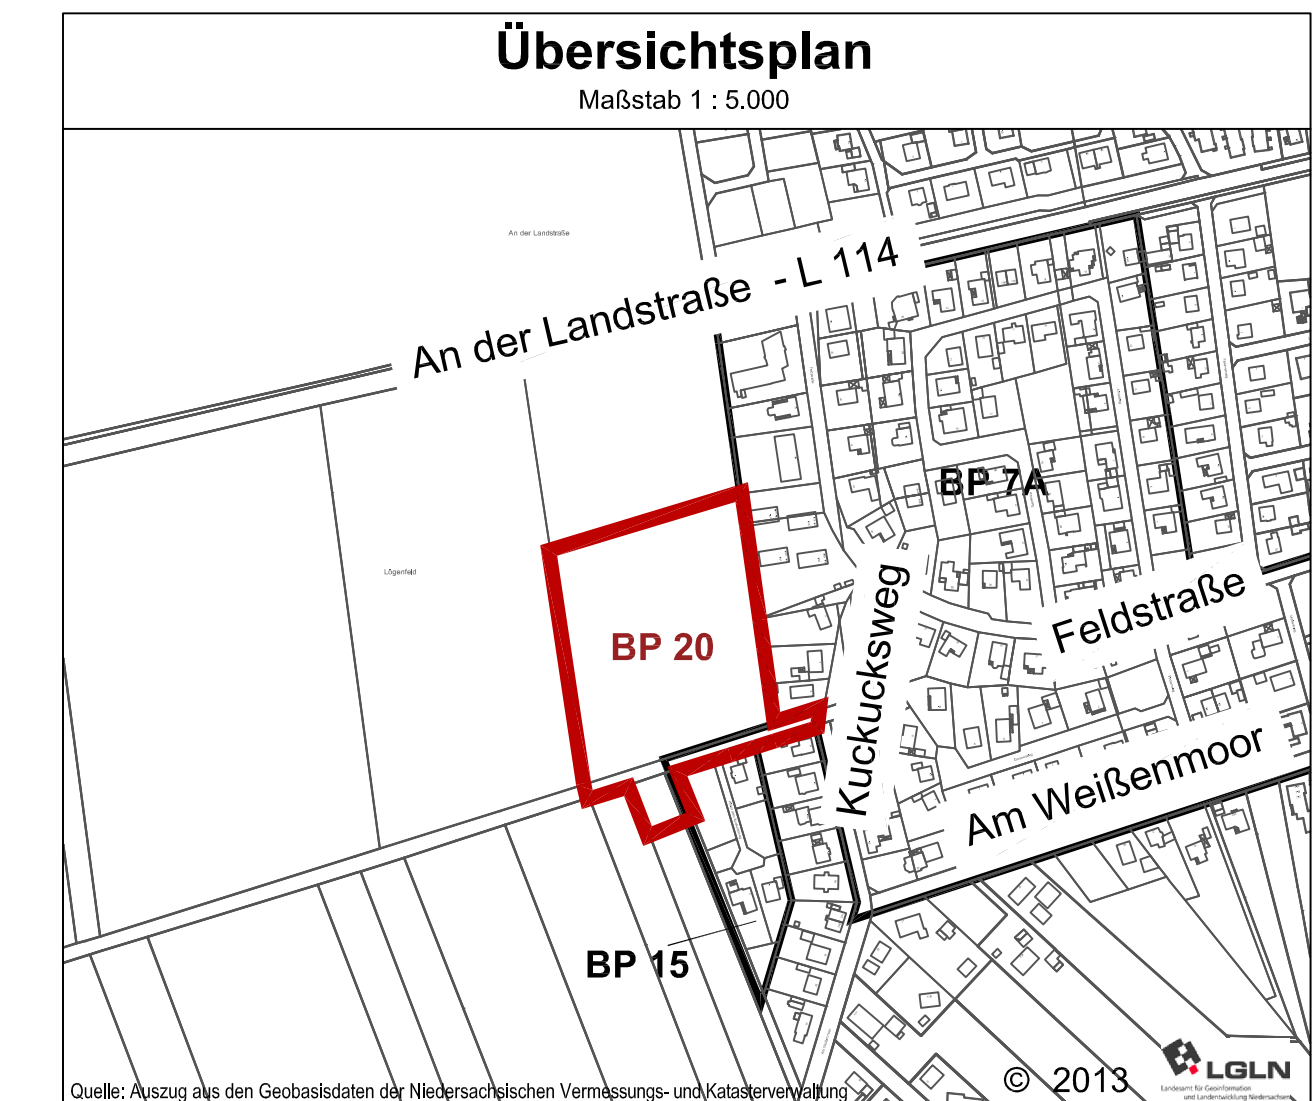 Übersichtsplan
Maßstab 1 : 5.000
An der Landstraße
An der Landstraße - L 114
BP 7A
Lögenfeld
Kuckucksweg
Feldstraße
BP 20
Am Weißenmoor
BP 15
Quelle: Auszug aus den Geobasisdaten der Niedersächsischen Vermessungs- und Katasterverwaltung
© 2013
LGLN
Landesamt für Geoinformation
und Landentwicklung Niedersachsen